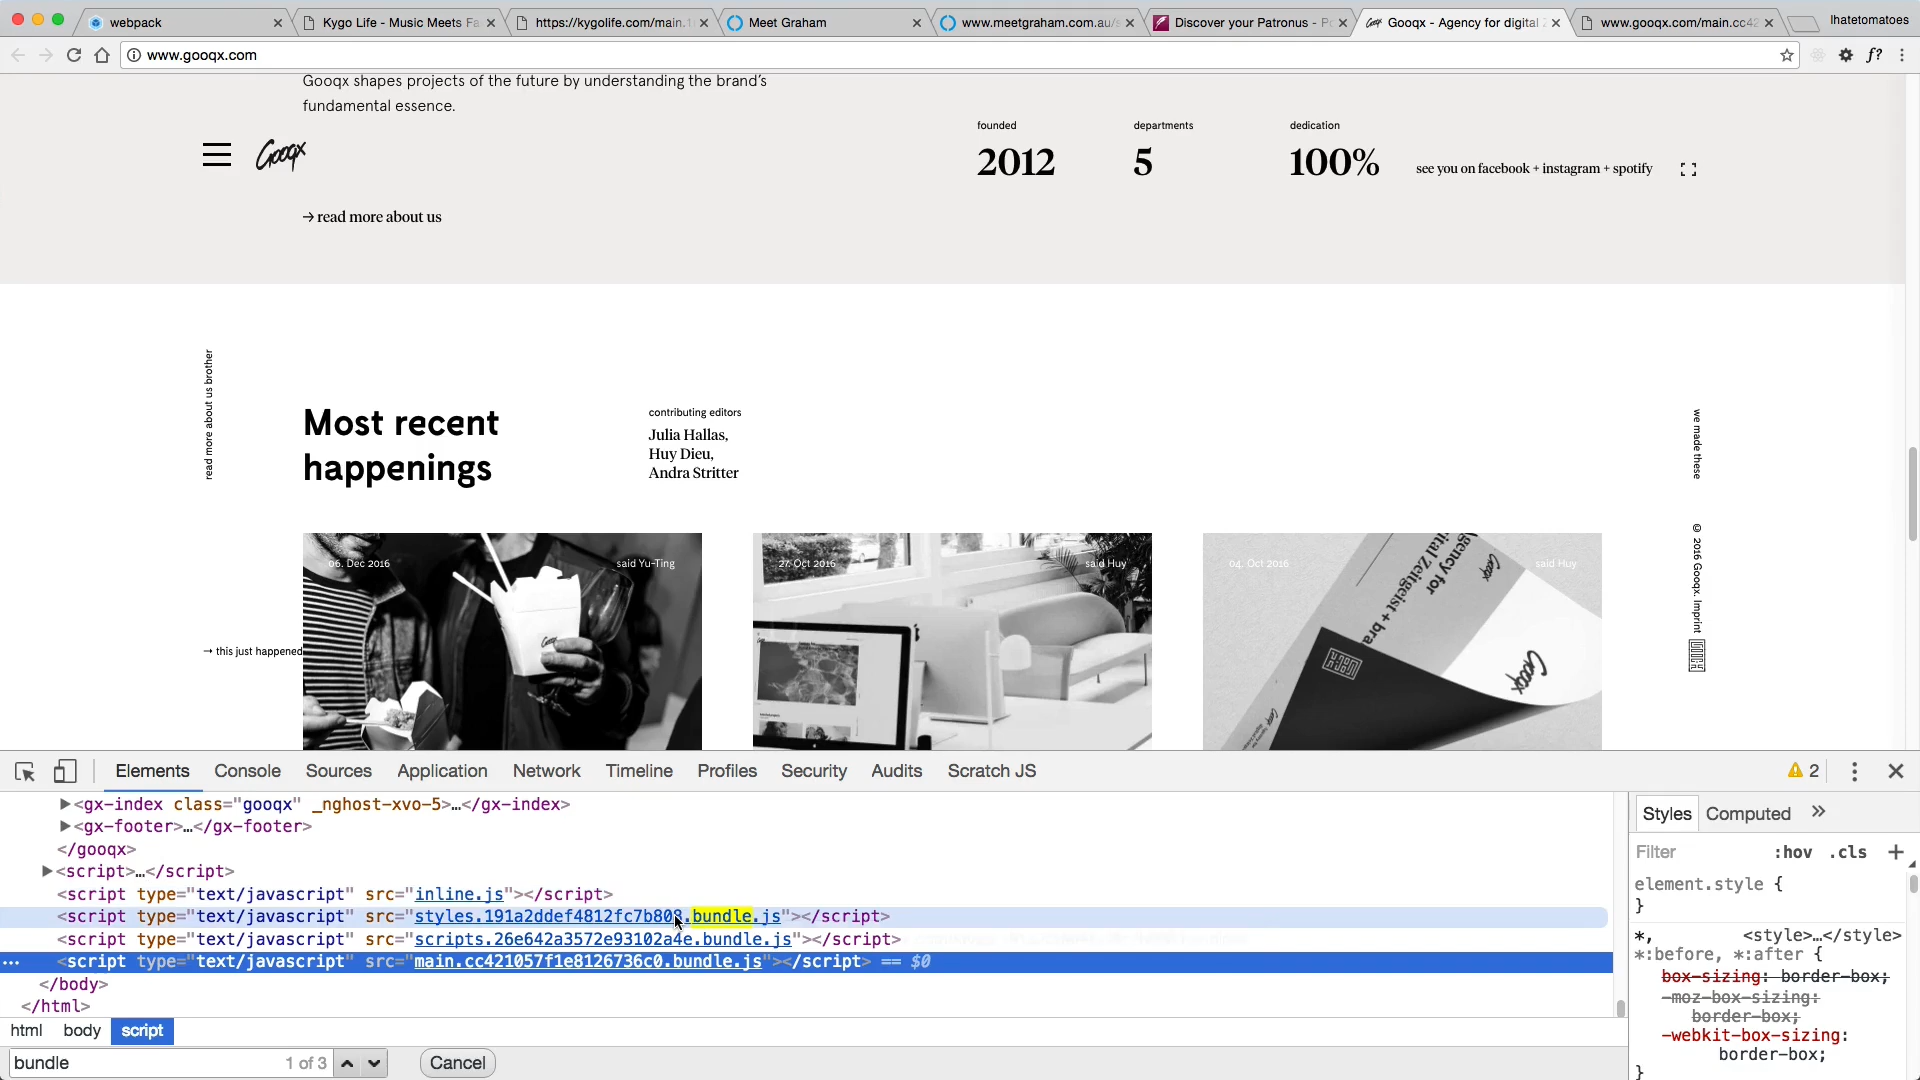 webpack
Kygo Life - Music Meets Fa
https://kygolife.com/main.1
Meet Graham
www.meetgraham.com.au/s
Discover your Patronus - Po
Gooqx - Agency for digital Z
www.gooqx.com/main.cc42
Ihatetomatoes
www.gooqx.com
f?
Gooqx shapes projects of the future by understanding the brand's
fundamental essence.
Gooqx
founded
2012
departments
5
dedication
100%
see you on facebook + instagram + spotify
→ read more about us
read more about us brother
Most recent
happenings
contributing editors
Julia Hallas,
Huy Dieu,
Andra Stritter
we made these
© 2016 Gooqx. Imprint
→ this just happened
06. Dec 2016
said Yu-Ting
27. Oct 2016
said Huy
04. Oct 2016
said Huy
Agency for
ital Zeitgeist + bra
Gooqx
Elements
Console
Sources
Application
Network
Timeline
Profiles
Security
Audits
Scratch JS
2
▶<gx-index class="gooqx" _nghost-xvo-5>…</gx-index>
▶<gx-footer>…</gx-footer>
</gooqx>
▶<script>…</script>
<script type="text/javascript" src="inline.js"></script>
<script type="text/javascript" src="styles.191a2ddef4812fc7b808.bundle.js"></script>
<script type="text/javascript" src="scripts.26e642a3572e93102a4e.bundle.js"></script>
… <script type="text/javascript" src="main.cc421057f1e8126736c0.bundle.js"></script> == $0
</body>
</html>
html
body
script
bundle
1 of 3
Cancel
Styles
Computed
»
Filter
:hov
.cls
+
element.style {
}
*, <style>…</style>
*:before, *:after {
box-sizing: border-box;
-moz-box-sizing:
border-box;
-webkit-box-sizing:
border-box;
}